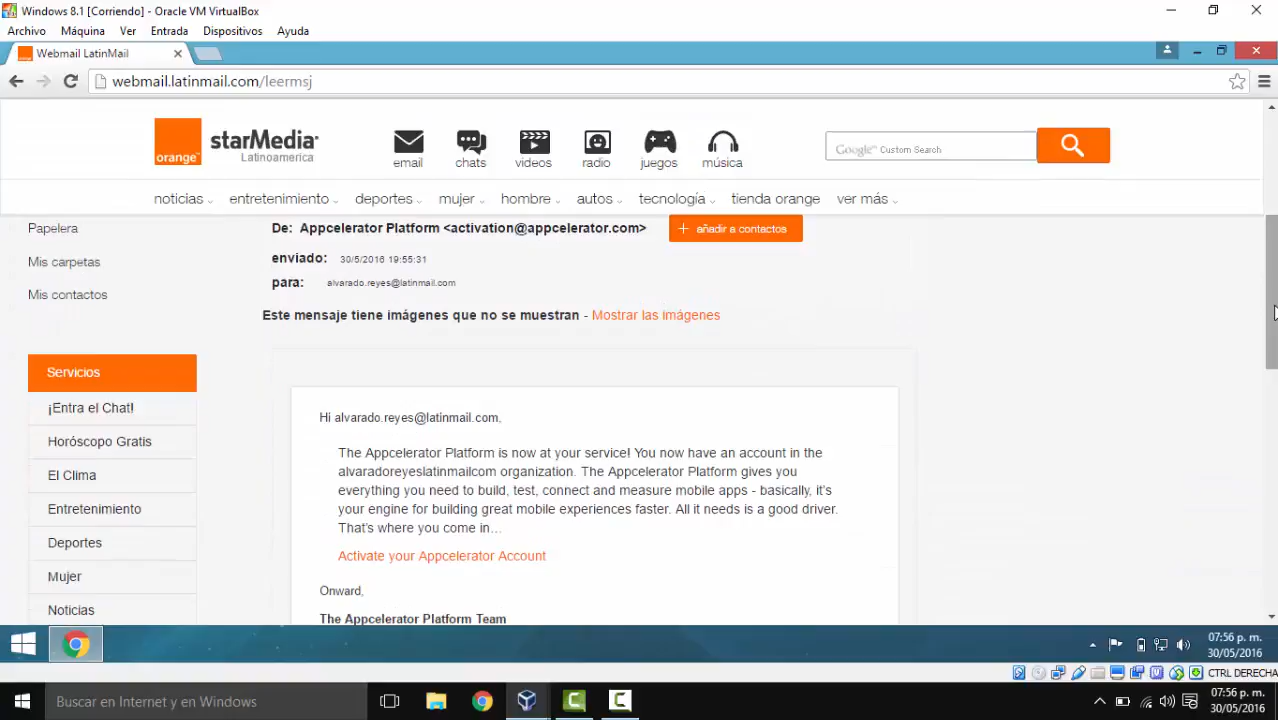 Windows 8.1 [Corriendo] - Oracle VM VirtualBox
Archivo Máquina Ver Entrada Dispositivos Ayuda
Webmail LatinMail
webmail.latinmail.com/leermsj
orange™ starMedia Latinoamerica
email chats videos radio juegos música
Google™ Custom Search
noticias entretenimiento deportes mujer hombre autos tecnología tienda orange ver más
Papelera
Mis carpetas
Mis contactos
De: Appcelerator Platform <activation@appcelerator.com> + añadir a contactos
enviado: 30/5/2016 19:55:31
para: alvarado.reyes@latinmail.com
Este mensaje tiene imágenes que no se muestran - Mostrar las imágenes
Servicios
¡Entra el Chat!
Horóscopo Gratis
El Clima
Entretenimiento
Deportes
Mujer
Noticias
Hi alvarado.reyes@latinmail.com,
The Appcelerator Platform is now at your service! You now have an account in the
alvaradoreyeslatinmailcom organization. The Appcelerator Platform gives you
everything you need to build, test, connect and measure mobile apps - basically, it's
your engine for building great mobile experiences faster. All it needs is a good driver.
That's where you come in…
Activate your Appcelerator Account
Onward,
The Appcelerator Platform Team
07:56 p. m.
30/05/2016
CTRL DERECHA
Buscar en Internet y en Windows
07:56 p. m.
30/05/2016